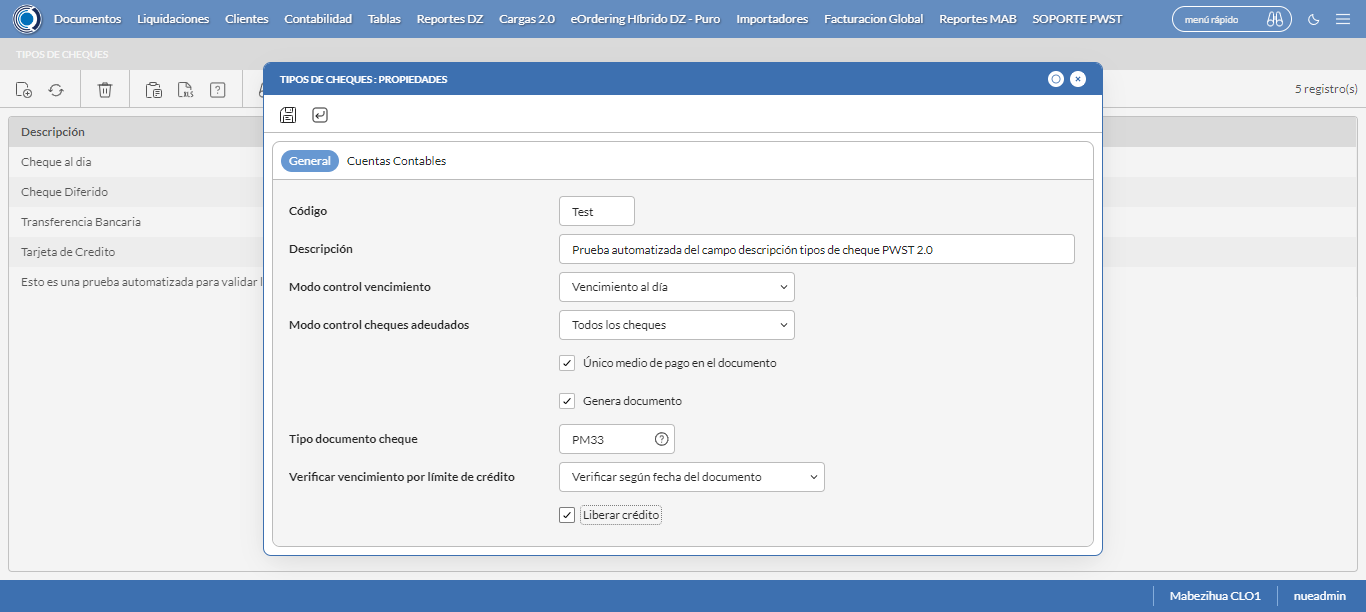 Documentos Liquidaciones Clientes Contabilidad Tablas Reportes DZ Cargas 2.0 eOrdering Híbrido DZ - Puro Importadores Facturacion Global Reportes MAB SOPORTE PWST menú rápido
TIPOS DE CHEQUES
TIPOS DE CHEQUES : PROPIEDADES
XLS ? 5 registro(s)
Descripción
Cheque al dia
Cheque Diferido
Transferencia Bancaria
Tarjeta de Credito
Esto es una prueba automatizada para validar l
General Cuentas Contables
Código Test
Descripción Prueba automatizada del campo descripción tipos de cheque PWST 2.0
Modo control vencimiento Vencimiento al día
Modo control cheques adeudados Todos los cheques
Único medio de pago en el documento
Genera documento
Tipo documento cheque PM33 ?
Verificar vencimiento por límite de crédito Verificar según fecha del documento
Liberar crédito
Mabezihua CLO1 nueadmin